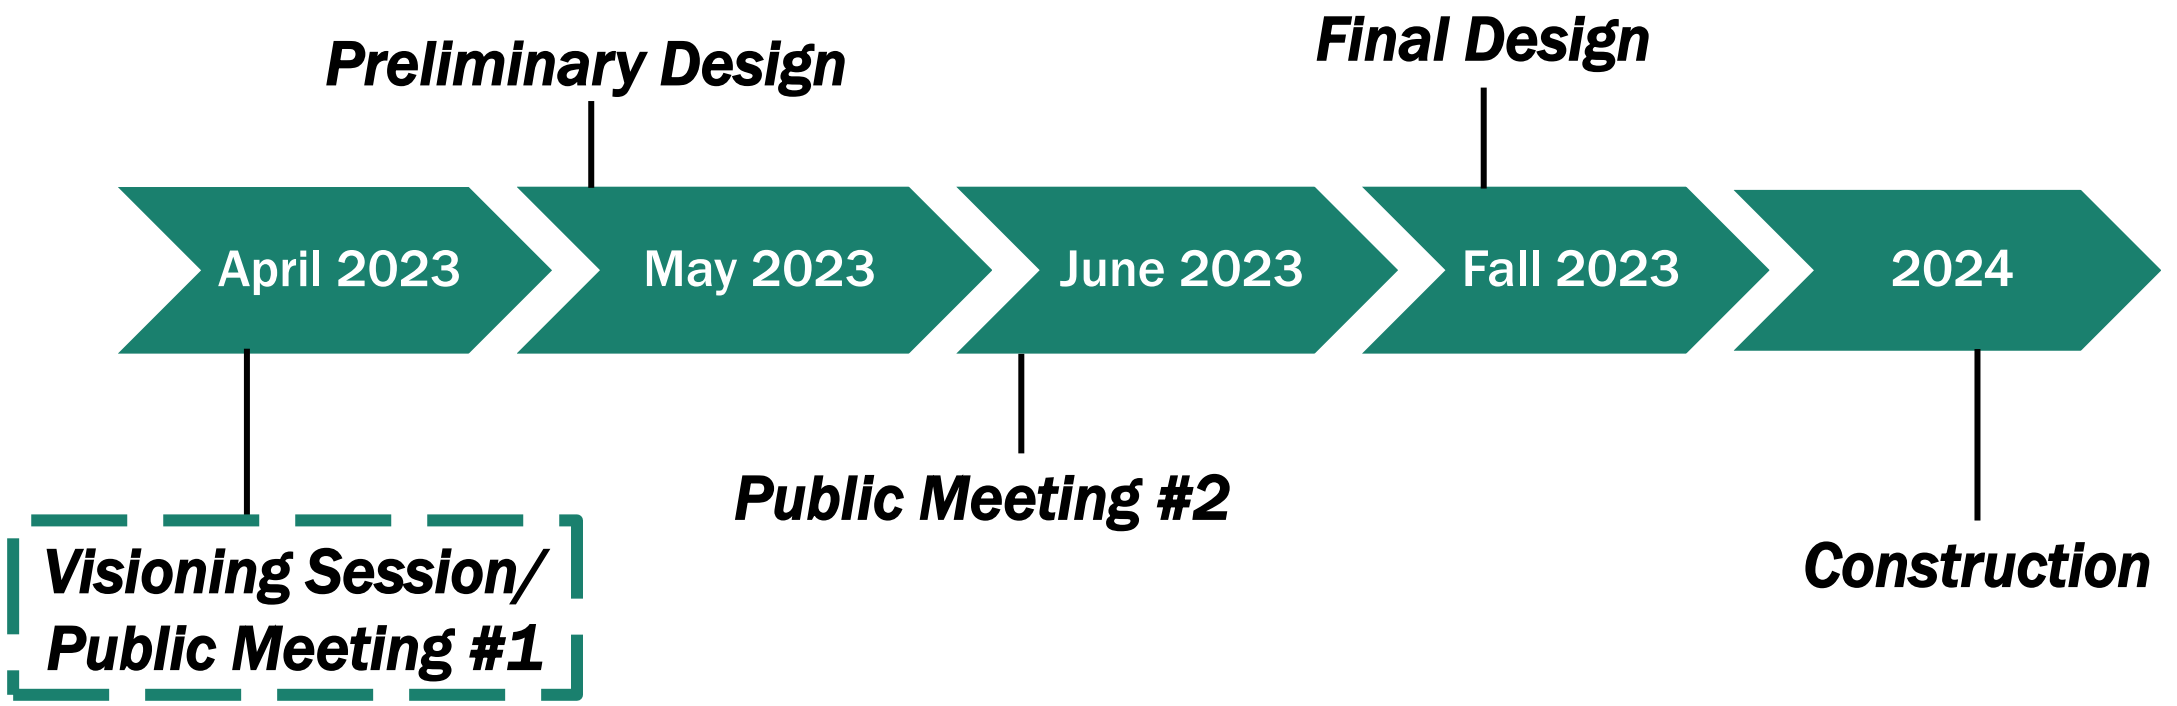 Preliminary Design
Final Design
April 2023
May 2023
June 2023
Fall 2023
2024
Public Meeting #2
Visioning Session/
Public Meeting #1
Construction